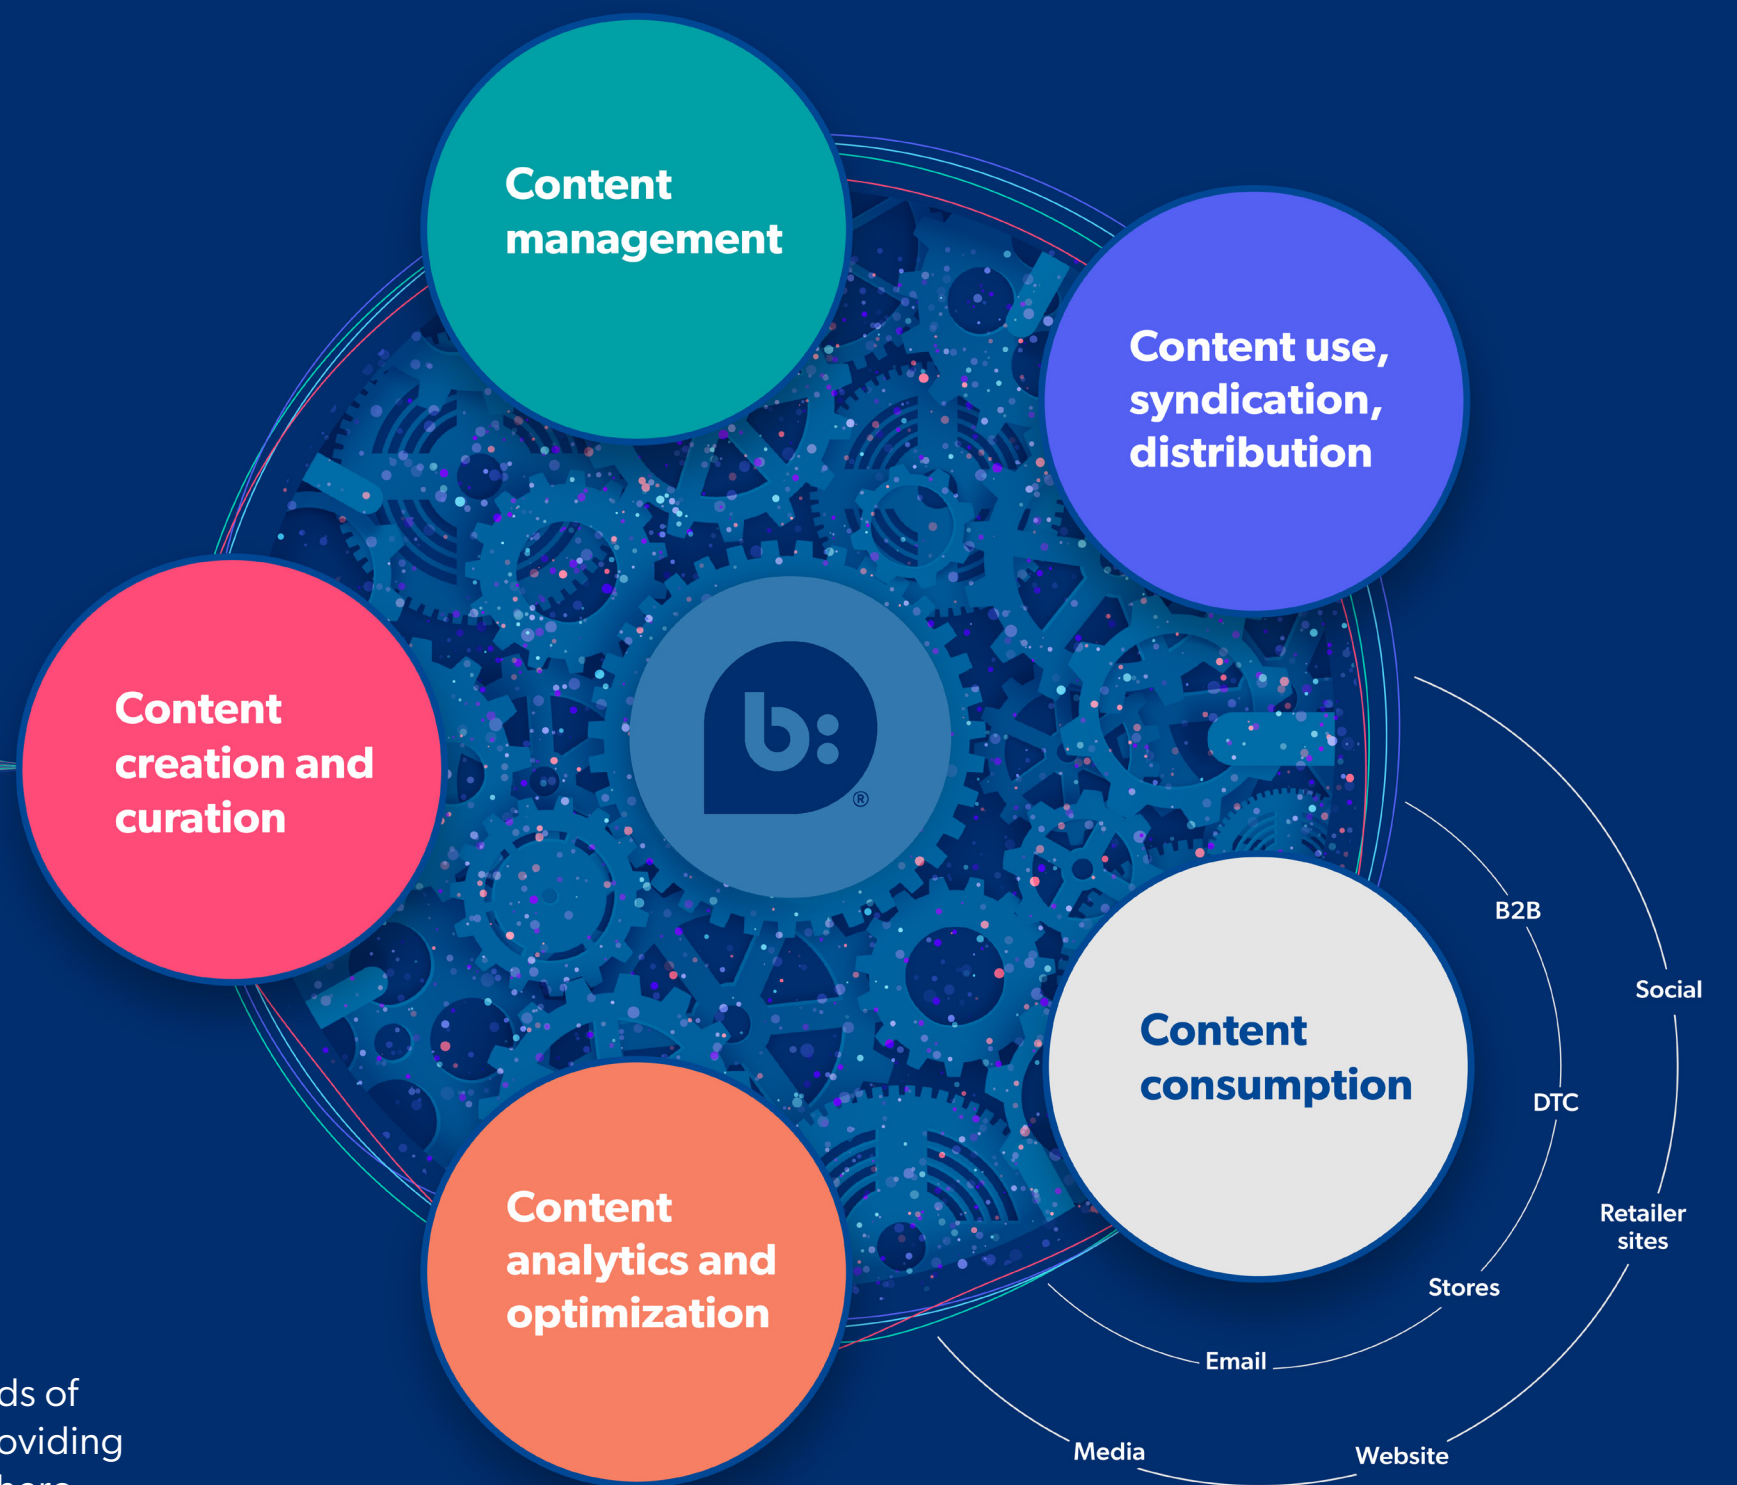 Content
management
Content use,
syndication,
distribution
Content
creation and
curation
b:
®
Content
consumption
B2B
Social
DTC
Retailer
sites
Stores
Email
Media
Website
Content
analytics and
optimization
ds of
oviding